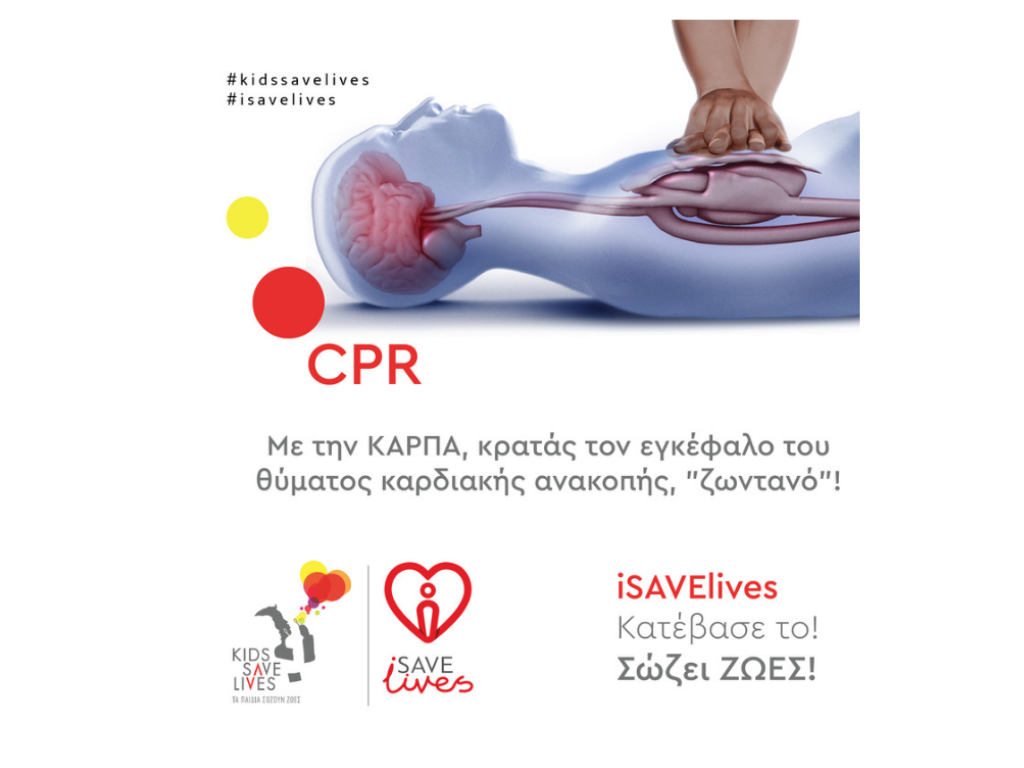 #kidssavelives
#isavelives
CPR
Με την ΚΑΡΠΑ, κρατάς τον εγκέφαλο του
θύματος καρδιακής ανακοπής, "ζωντανό"!
KIDS
SAVE
LIVES
ΤΑ ΠΑΙΔΙΑ ΣΩΖΟΥΝ ΖΩΕΣ
iSAVE
lives
iSAVElives
Κατέβασε το!
Σώζει ΖΩΕΣ!